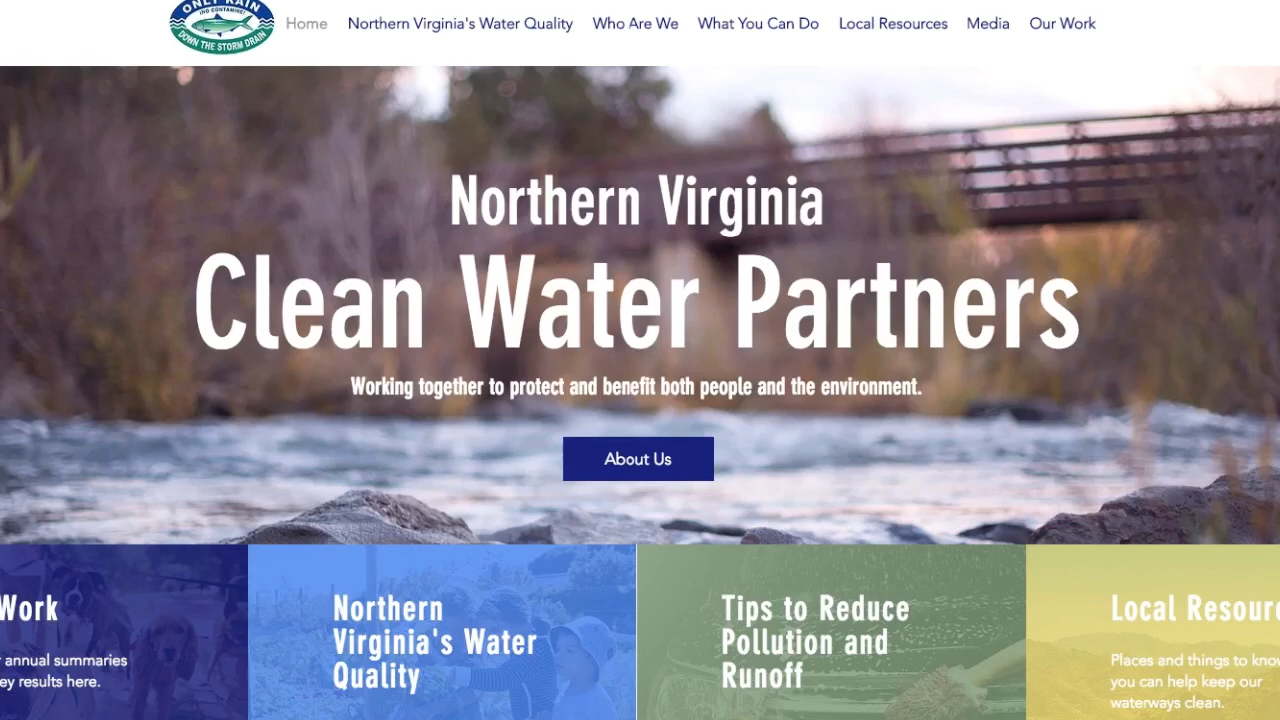 ONLY RAIN
(NO CONTAMINANTS)
DOWN THE STORM DRAIN
Home
Northern Virginia's Water Quality
Who Are We
What You Can Do
Local Resources
Media
Our Work
Northern Virginia
Clean Water Partners
Working together to protect and benefit both people and the environment.
About Us
Work
annual summaries
ey results here.
Northern
Virginia's Water
Quality
Tips to Reduce
Pollution and
Runoff
Local Resour
Places and things to know
you can help keep our
waterways clean.